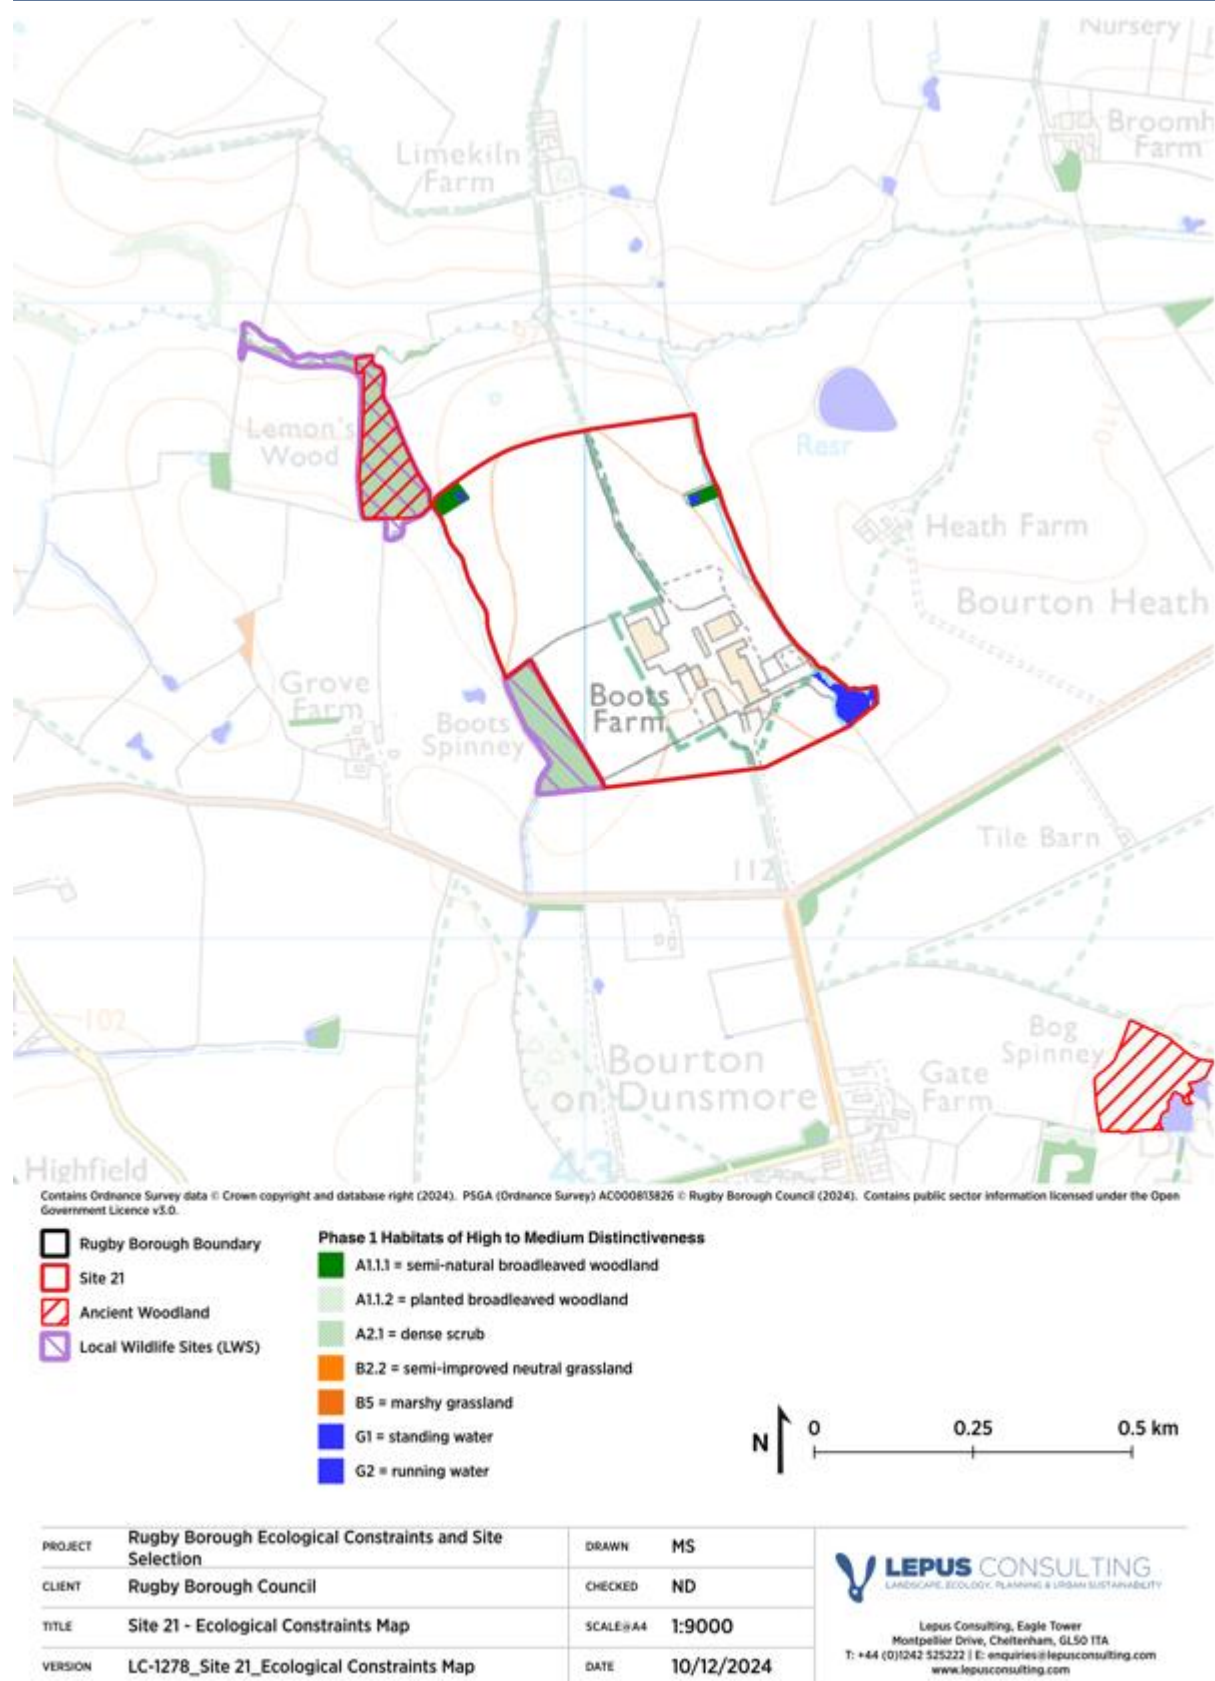 Nursery
Broomh
Farm
Limekiln
Farm
97
Lemon's
Wood
Resr
110
Heath Farm
Bourton Heath
Grove
Farm
Boots
Spinney
Boots
Farm
Tile Barn
112
102
Bog
Spinney
Bourton
on Dunsmore
Gate
Farm
Highfield
43
Contains Ordnance Survey data © Crown copyright and database right (2024). PSGA (Ordnance Survey) AC000813826 © Rugby Borough Council (2024). Contains public sector information licensed under the Open
Government Licence v3.0.
Rugby Borough Boundary
Site 21
Ancient Woodland
Local Wildlife Sites (LWS)
Phase 1 Habitats of High to Medium Distinctiveness
A1.1.1 = semi-natural broadleaved woodland
A1.1.2 = planted broadleaved woodland
A2.1 = dense scrub
B2.2 = semi-improved neutral grassland
B5 = marshy grassland
G1 = standing water
G2 = running water
N
0 0.25 0.5 km
PROJECT Rugby Borough Ecological Constraints and Site
Selection
CLIENT Rugby Borough Council
TITLE Site 21 - Ecological Constraints Map
VERSION LC-1278_Site 21_Ecological Constraints Map
DRAWN MS
CHECKED ND
SCALE@A4 1:9000
DATE 10/12/2024
LEPUS CONSULTING
LANDSCAPE, ECOLOGY, PLANNING & URBAN SUSTAINABILITY
Lepus Consulting, Eagle Tower
Montpellier Drive, Cheltenham, GL50 1TA
T: +44 (0)1242 525222 | E: enquiries@lepusconsulting.com
www.lepusconsulting.com